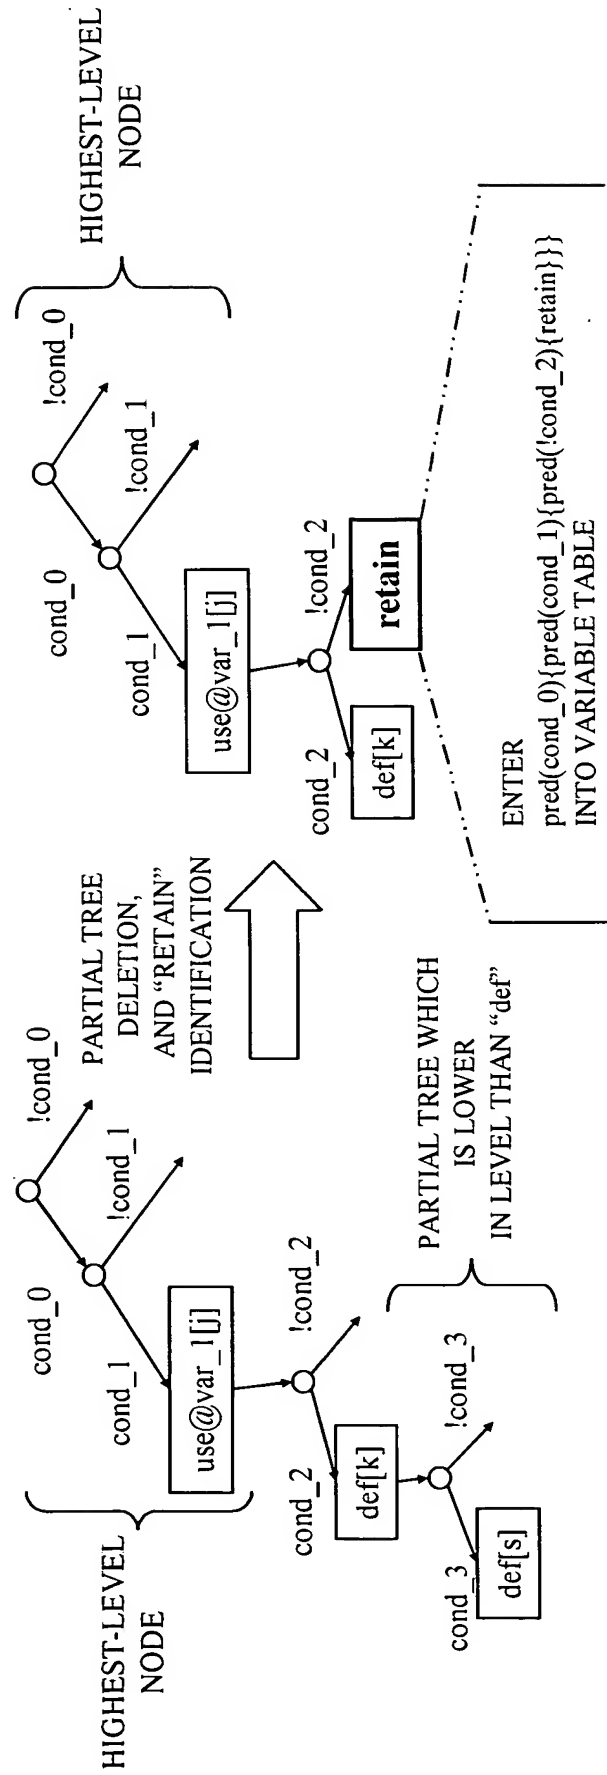 HIGHEST-LEVEL
NODE
cond_0
!cond_0
cond_1
!cond_1
use@var_1[j]
cond_2
!cond_2
def[k]
cond_3
!cond_3
def[s]
PARTIAL TREE WHICH
IS LOWER
IN LEVEL THAN “def”
PARTIAL TREE
DELETION,
AND “RETAIN”
IDENTIFICATION
HIGHEST-LEVEL
NODE
cond_0
!cond_0
cond_1
!cond_1
use@var_1[j]
cond_2
!cond_2
def[k]
retain
ENTER
pred(cond_0){pred(cond_1){pred(!cond_2){retain}}}
INTO VARIABLE TABLE